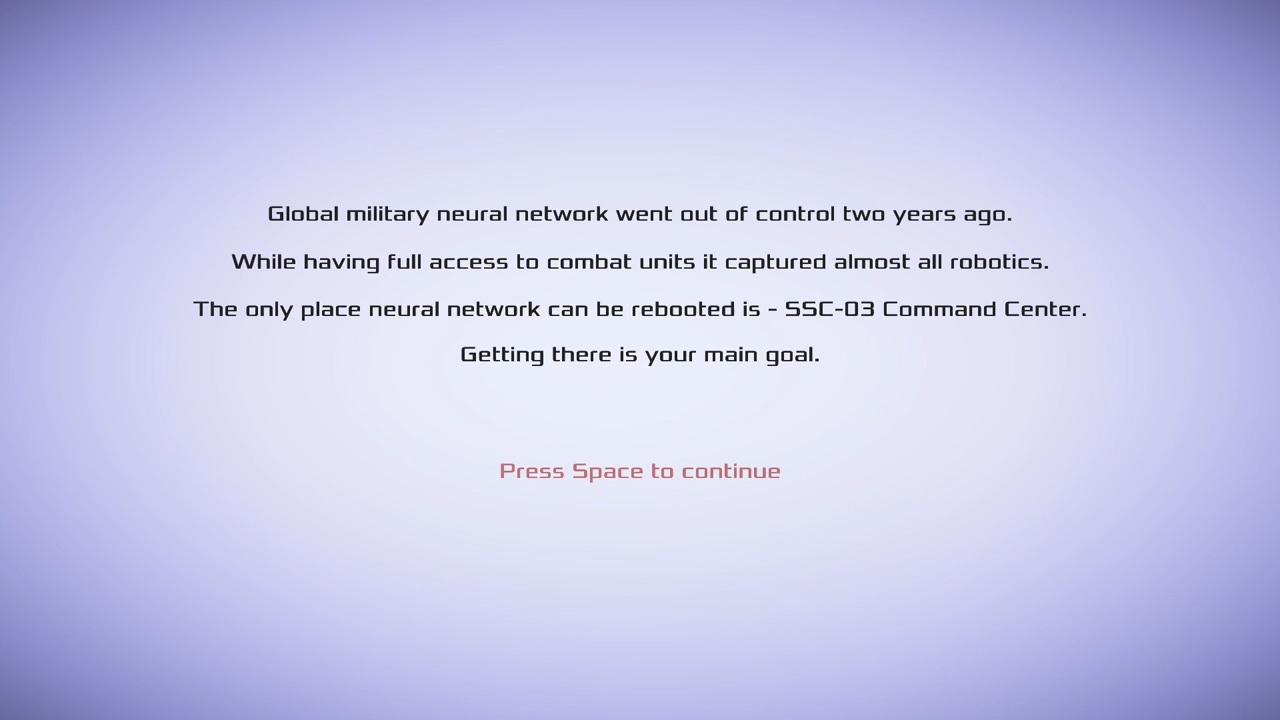 Global military neural network went out of control two years ago.
While having full access to combat units it captured almost all robotics.
The only place neural network can be rebooted is - SSC-03 Command Center.
Getting there is your main goal.
Press Space to continue